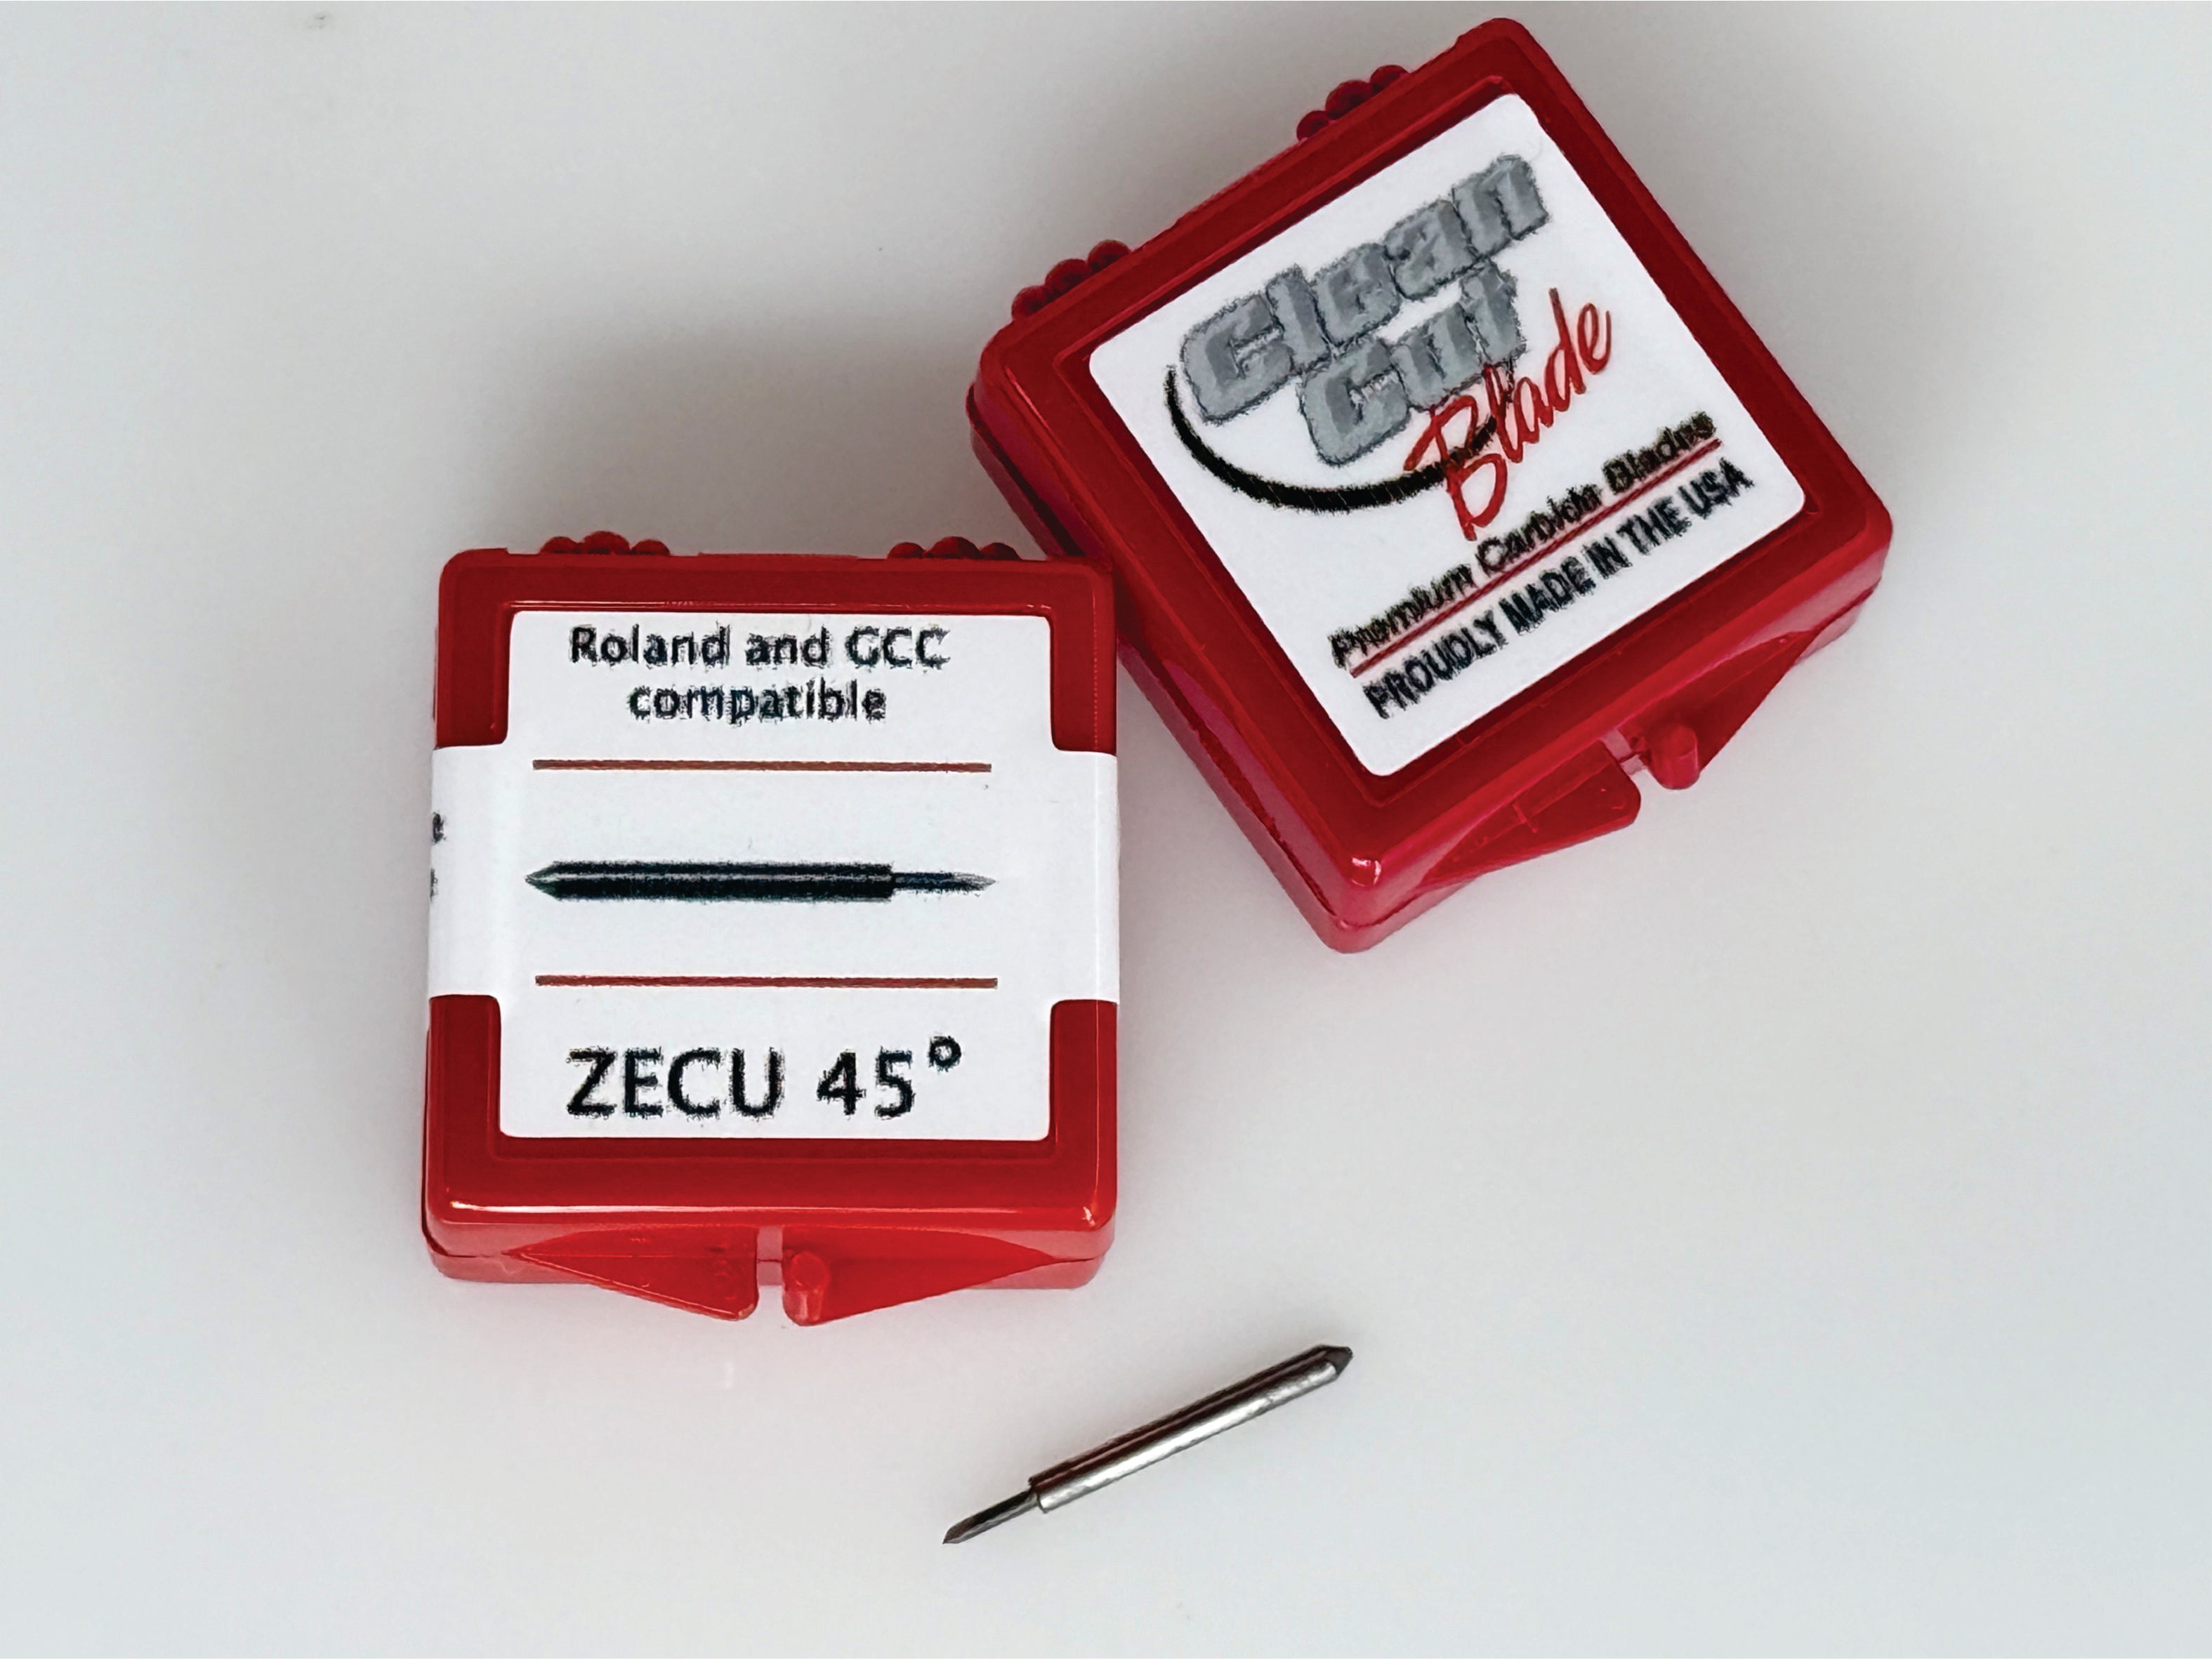 Roland and GCC
compatible
ZECU 45°
Clean
Cut
Blade
Premium Carbide Blades
PROUDLY MADE IN THE USA